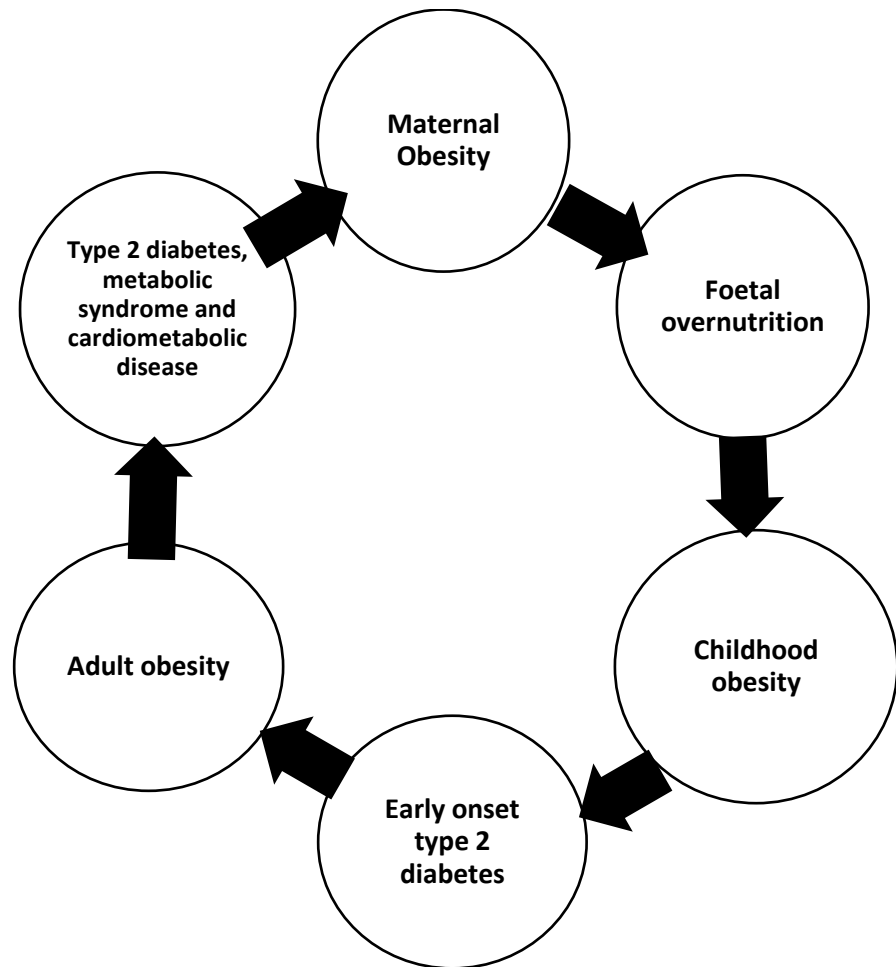 Maternal
Obesity
Foetal
overnutrition
Childhood
obesity
Early onset
type 2
diabetes
Adult obesity
Type 2 diabetes,
metabolic
syndrome and
cardiometabolic
disease